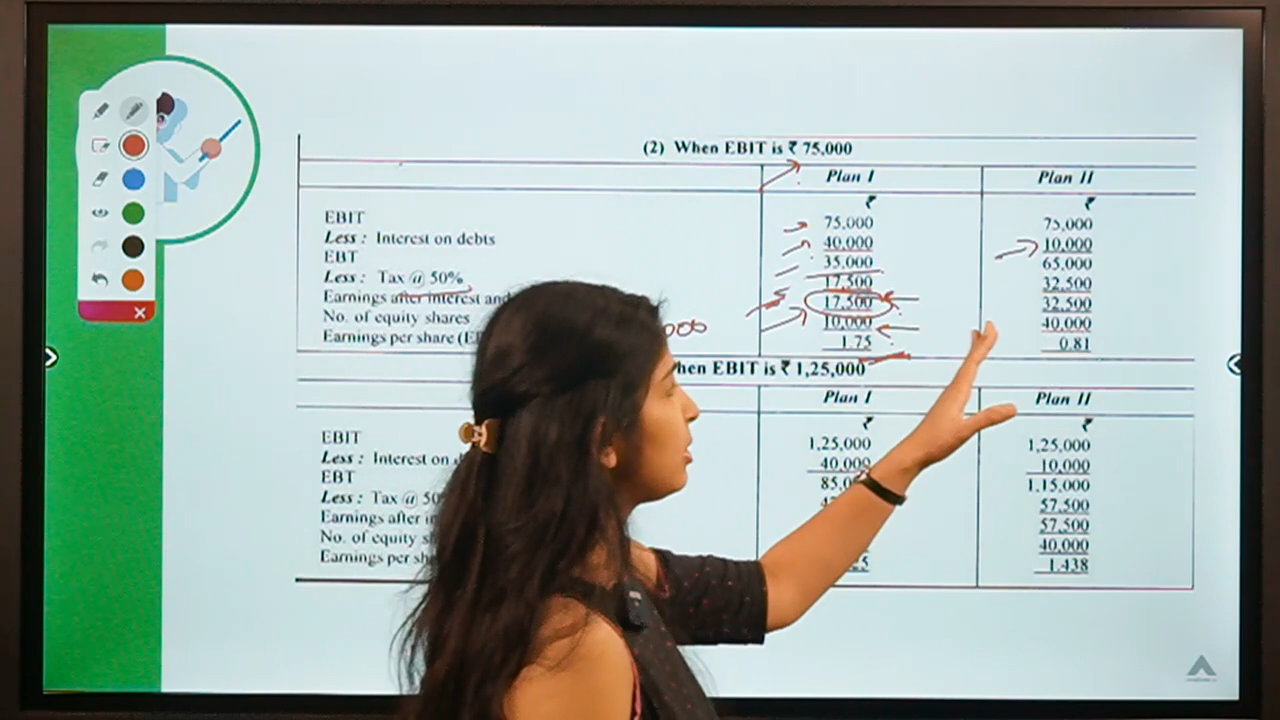 (2) When EBIT is ₹ 75,000
Plan I Plan II
₹ ₹
EBIT 75,000 75,000
Less : Interest on debts 40,000 10,000
EBT 35,000 65,000
Less : Tax @ 50% 17,500 32,500
Earnings after interest and 17,500 32,500
No. of equity shares 10,000 40,000
Earnings per share 1.75 0.81
EBIT is ₹ 1,25,000
Plan I Plan II
₹ ₹
EBIT 1,25,000 1,25,000
Less : Interest on 40,000 10,000
EBT 1,15,000
Less : Tax @ 57,500
Earnings after 57,500
No. of equity 40,000
Earnings per 1.438